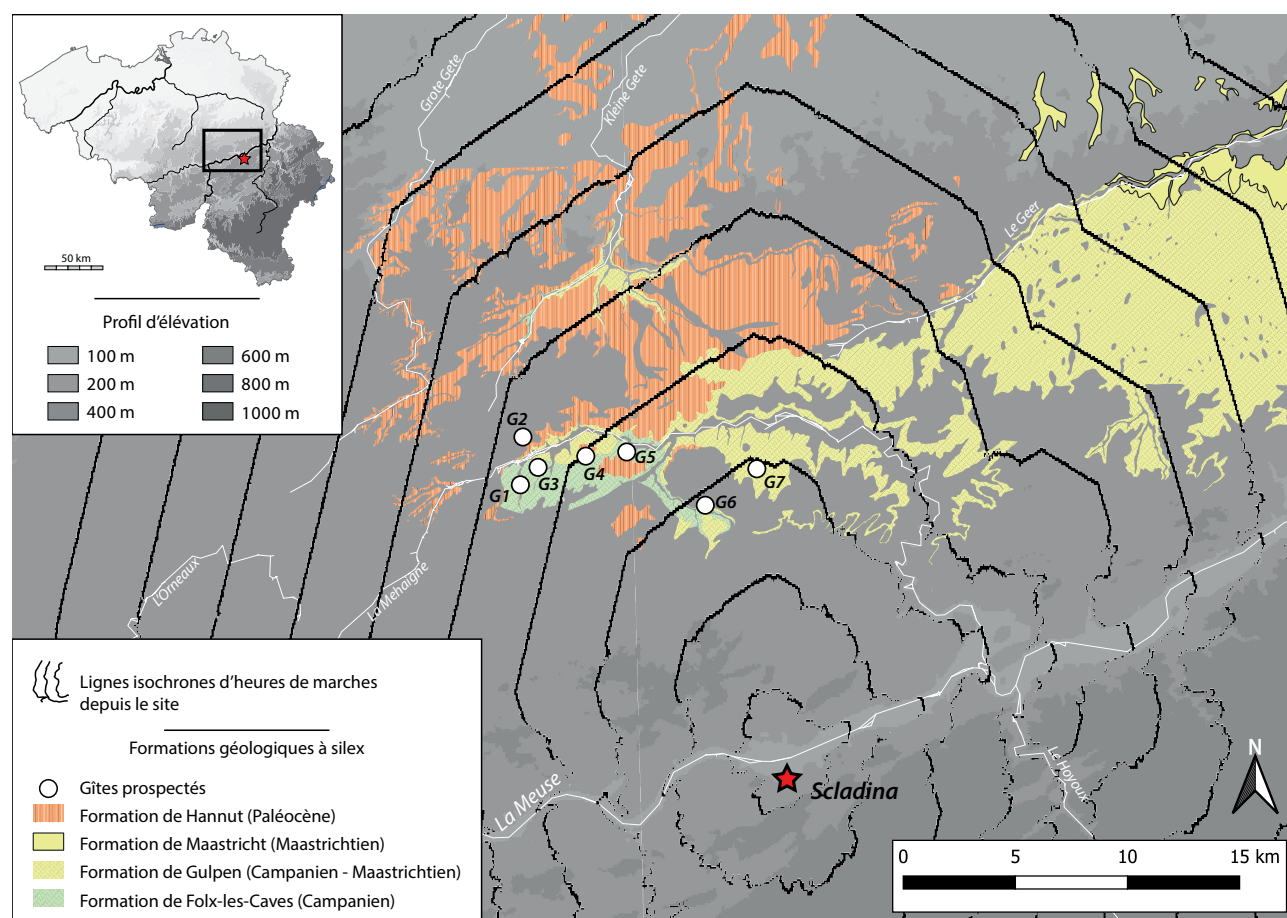 50 km
Profil d’élévation
100 m
200 m
400 m
600 m
800 m
1000 m
Grote Gete
Kleine Gete
Le Geer
G2
G3
G1
G4
G5
G6
G7
L'Orneaux
La Mehaigne
La Meuse
Le Hoyoux
Scladina
N
Lignes isochrones d’heures de marches
depuis le site
Formations géologiques à silex
Gîtes prospectés
Formation de Hannut (Paléocène)
Formation de Maastricht (Maastrichtien)
Formation de Gulpen (Campanien - Maastrichtien)
Formation de Folx-les-Caves (Campanien)
0 5 10 15 km